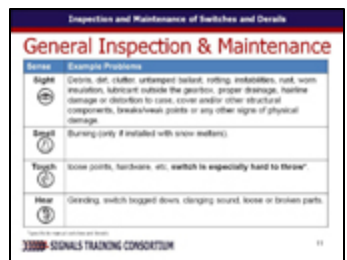 Inspection and Maintenance of Switches and Derails
General Inspection & Maintenance
Sense Example Problems
Sight Debris, dirt, clutter, untamped ballast, rotting, instabilities, rust, worn
insulation, lubricant outside the gearbox, proper drainage, hairline
damage or distortion to case, cover and/or other structural
components, breaks/weak points or any other signs of physical
damage.
Smell Burning (only if installed with snow melters).
Touch loose points, hardware, etc, switch is especially hard to throw*.
Hear Grinding, switch bogged down, clanging sound, loose or broken parts.
SIGNALS TRAINING CONSORTIUM